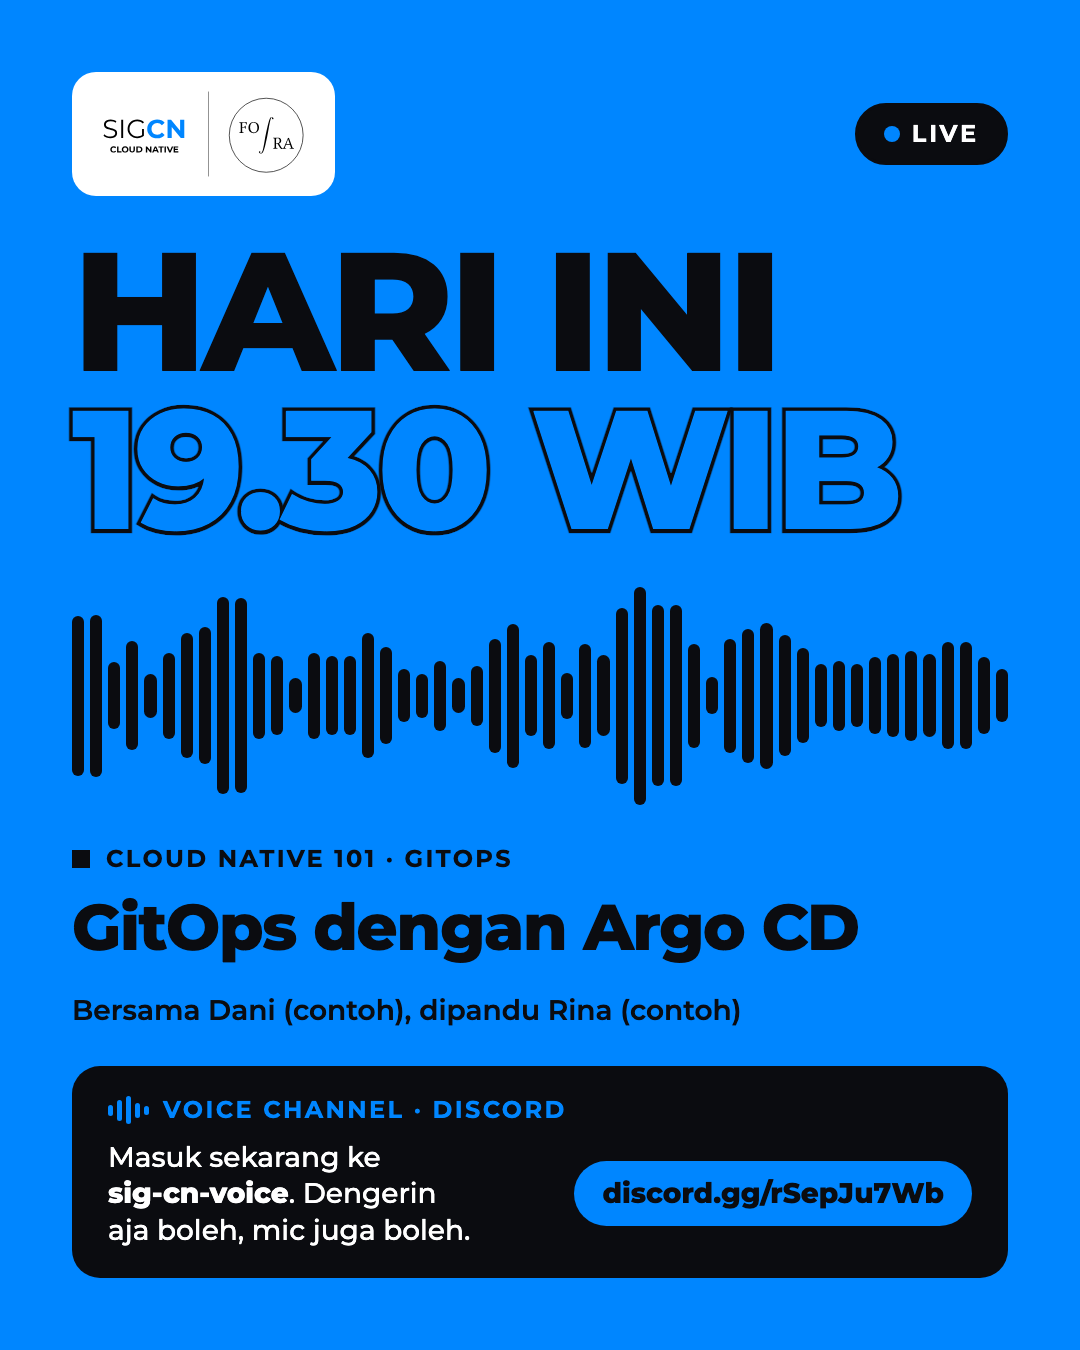 SIGCN
CLOUD NATIVE
FO
RA
LIVE
HARI INI
19.30 WIB
CLOUD NATIVE 101 · GITOPS
GitOps dengan Argo CD
Bersama Dani (contoh), dipandu Rina (contoh)
VOICE CHANNEL · DISCORD
Masuk sekarang ke
sig-cn-voice. Dengerin
aja boleh, mic juga boleh.
discord.gg/rSepJu7Wb